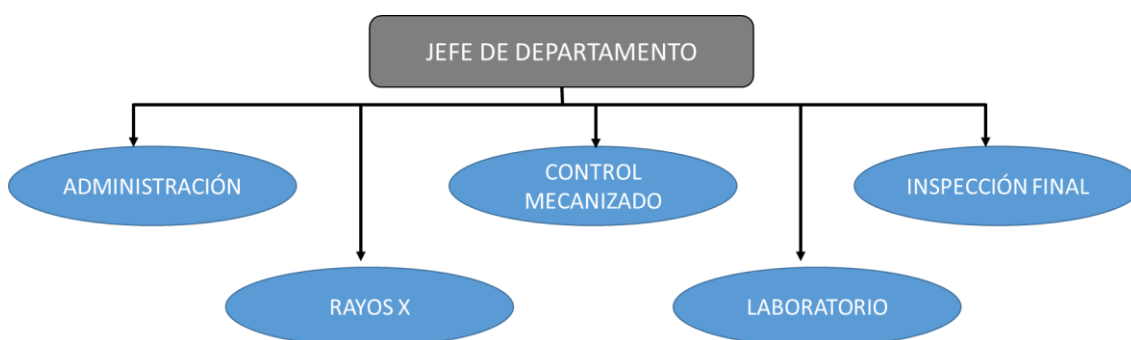 JEFE DE DEPARTAMENTO
ADMINISTRACIÓN
CONTROL
MECANIZADO
INSPECCIÓN FINAL
RAYOS X
LABORATORIO